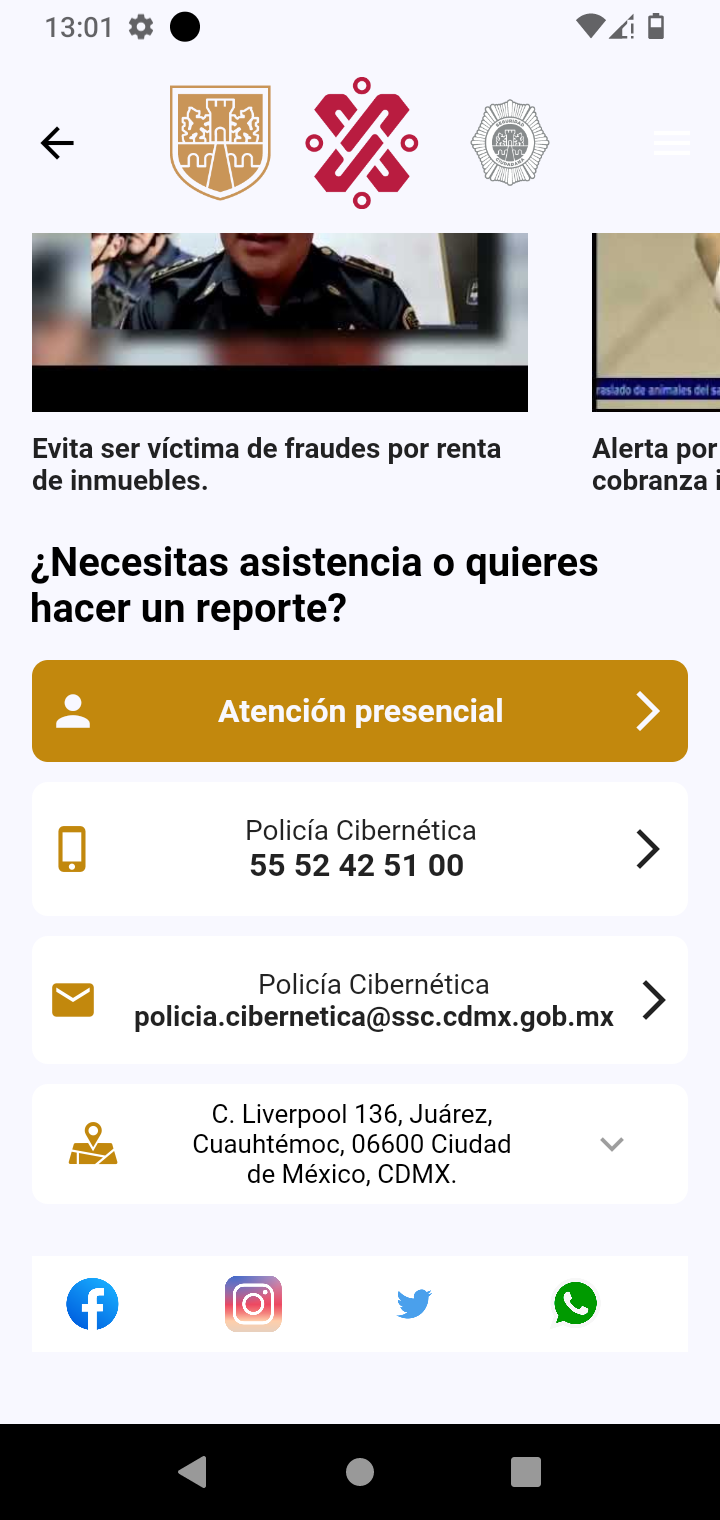 13:01
SEGURIDAD
CIUDADANA
raslado de animales del sa
Evita ser víctima de fraudes por renta
de inmuebles.
Alerta por
cobranza i
¿Necesitas asistencia o quieres
hacer un reporte?
Atención presencial
Policía Cibernética
55 52 42 51 00
Policía Cibernética
policia.cibernetica@ssc.cdmx.gob.mx
C. Liverpool 136, Juárez,
Cuauhtémoc, 06600 Ciudad
de México, CDMX.